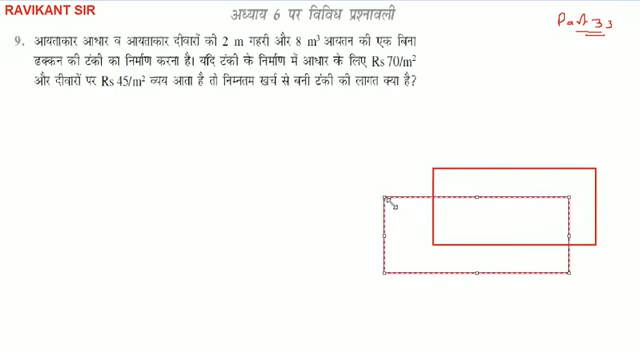 RAVIKANT SIR
अध्याय 6 पर विविध प्रश्नावली
Part 33
9. आयताकार आधार व आयताकार दीवारों की 2 m गहरी और 8 m³ आयतन की एक बिना
ढक्कन की टंकी का निर्माण करना है। यदि टंकी के निर्माण में आधार के लिए Rs 70/m²
और दीवारों पर Rs 45/m² व्यय आता है तो निम्नतम खर्च से बनी टंकी की लागत क्या है?